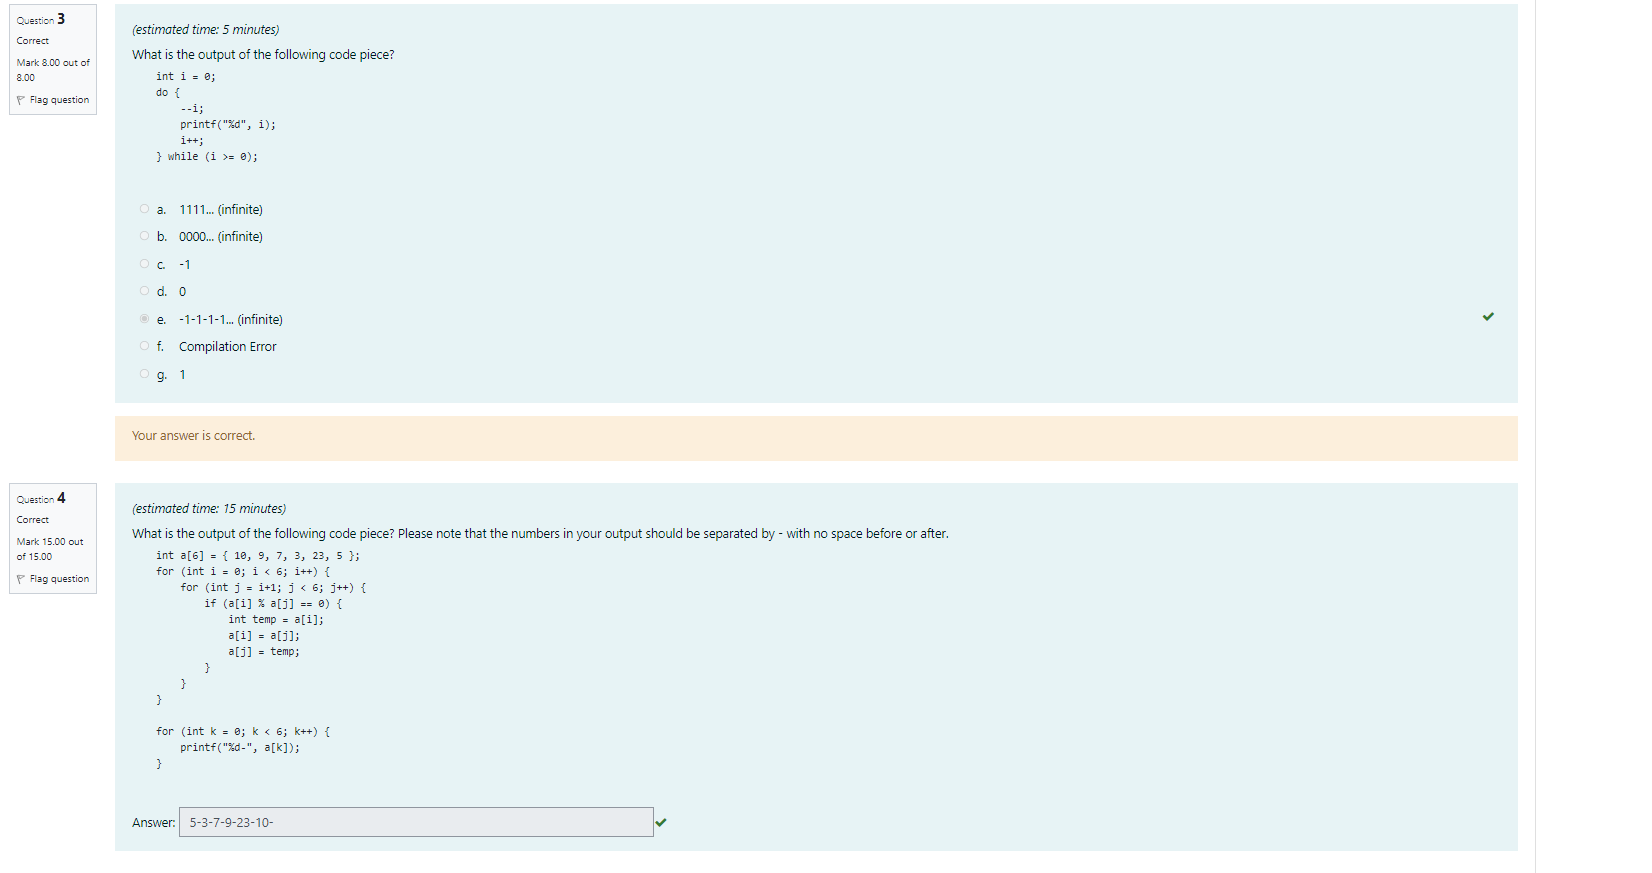 Question 3
Correct
Mark 8.00 out of
8.00
Flag question
(estimated time: 5 minutes)
What is the output of the following code piece?
int i = 0;
do {
--i;
printf("%d", i);
i++;
} while (i >= 0);
a. 1111... (infinite)
b. 0000... (infinite)
c. -1
d. 0
e. -1-1-1-1... (infinite)
f. Compilation Error
g. 1
Your answer is correct.
Question 4
Correct
Mark 15.00 out
of 15.00
Flag question
(estimated time: 15 minutes)
What is the output of the following code piece? Please note that the numbers in your output should be separated by - with no space before or after.
int a[6] = { 10, 9, 7, 3, 23, 5 };
for (int i = 0; i < 6; i++) {
for (int j = i+1; j < 6; j++) {
if (a[i] % a[j] == 0) {
int temp = a[i];
a[i] = a[j];
a[j] = temp;
}
}
}
for (int k = 0; k < 6; k++) {
printf("%d-", a[k]);
}
Answer: 5-3-7-9-23-10-